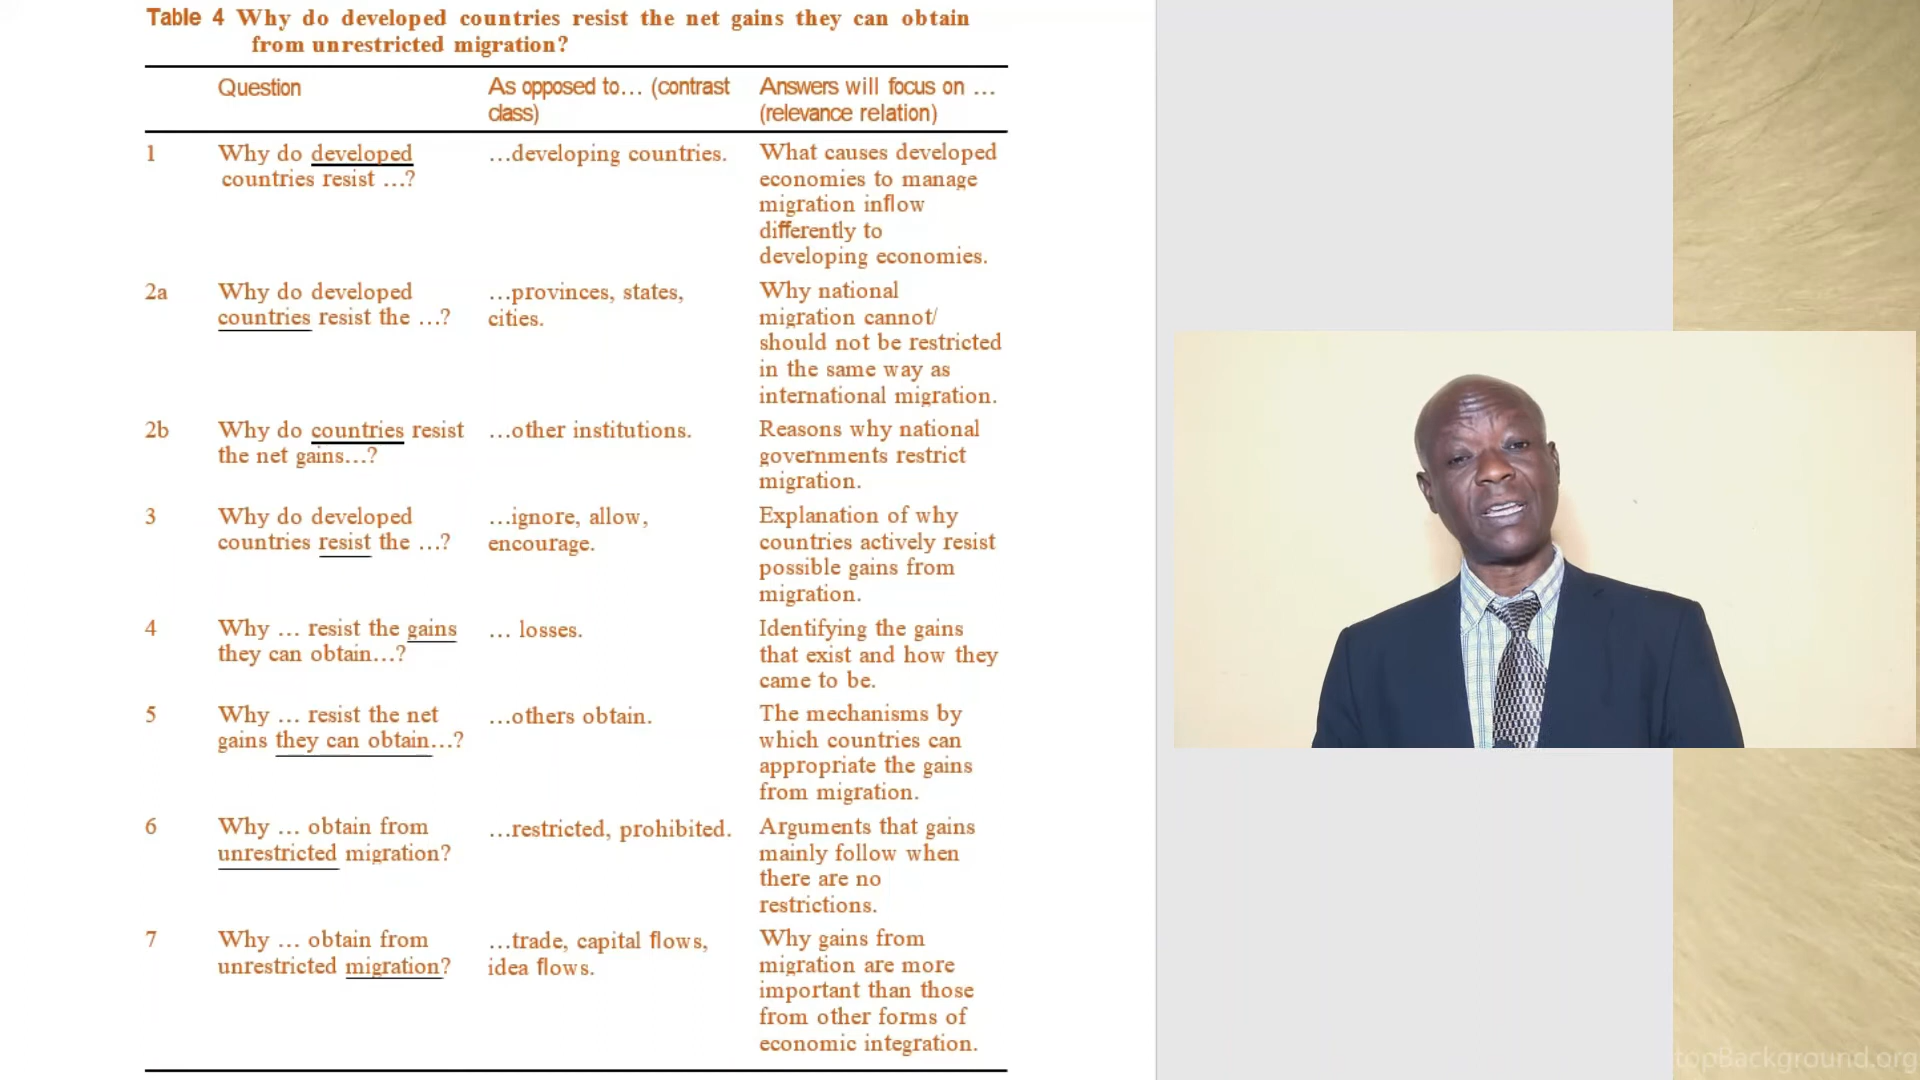 Table 4 Why do developed countries resist the net gains they can obtain
from unrestricted migration?
Question
As opposed to… (contrast
class)
Answers will focus on …
(relevance relation)
1
Why do developed
countries resist …?
…developing countries.
What causes developed
economies to manage
migration inflow
differently to
developing economies.
2a
Why do developed
countries resist the …?
…provinces, states,
cities.
Why national
migration cannot/
should not be restricted
in the same way as
international migration.
2b
Why do countries resist
the net gains…?
…other institutions.
Reasons why national
governments restrict
migration.
3
Why do developed
countries resist the …?
…ignore, allow,
encourage.
Explanation of why
countries actively resist
possible gains from
migration.
4
Why … resist the gains
they can obtain…?
… losses.
Identifying the gains
that exist and how they
came to be.
5
Why … resist the net
gains they can obtain…?
…others obtain.
The mechanisms by
which countries can
appropriate the gains
from migration.
6
Why … obtain from
unrestricted migration?
…restricted, prohibited.
Arguments that gains
mainly follow when
there are no
restrictions.
7
Why … obtain from
unrestricted migration?
…trade, capital flows,
idea flows.
Why gains from
migration are more
important than those
from other forms of
economic integration.
topBackground.org